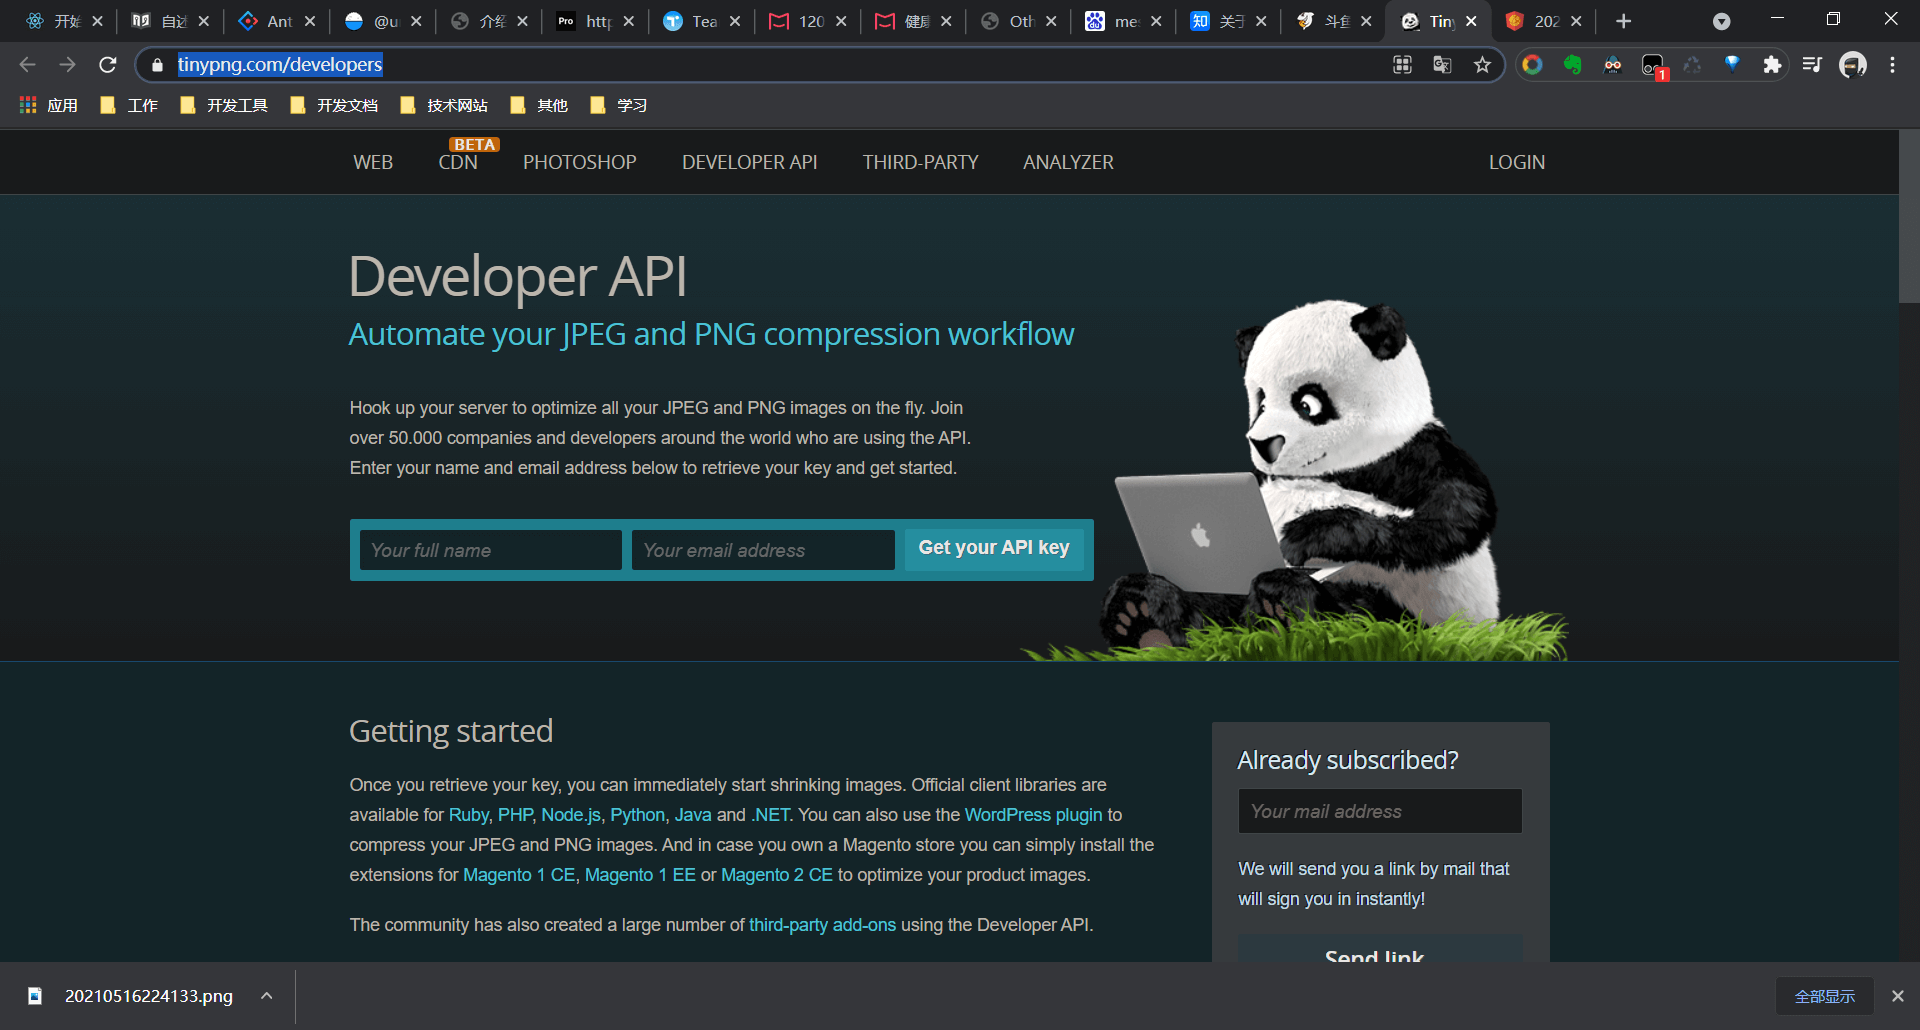 开始
自述
Ant
@u
介绍
http
Tea
120
健康
Oth
me
关于
斗鱼
Tiny
202
tinypng.com/developers
1
应用
工作
开发工具
开发文档
技术网站
其他
学习
WEB
CDN
BETA
PHOTOSHOP
DEVELOPER API
THIRD-PARTY
ANALYZER
LOGIN
Developer API
Automate your JPEG and PNG compression workflow
Hook up your server to optimize all your JPEG and PNG images on the fly. Join
over 50.000 companies and developers around the world who are using the API.
Enter your name and email address below to retrieve your key and get started.
Your full name
Your email address
Get your API key
Getting started
Once you retrieve your key, you can immediately start shrinking images. Official client libraries are
available for Ruby, PHP, Node.js, Python, Java and .NET. You can also use the WordPress plugin to
compress your JPEG and PNG images. And in case you own a Magento store you can simply install the
extensions for Magento 1 CE, Magento 1 EE or Magento 2 CE to optimize your product images.
The community has also created a large number of third-party add-ons using the Developer API.
Already subscribed?
Your mail address
We will send you a link by mail that
will sign you in instantly!
Send link
20210516224133.png
全部显示